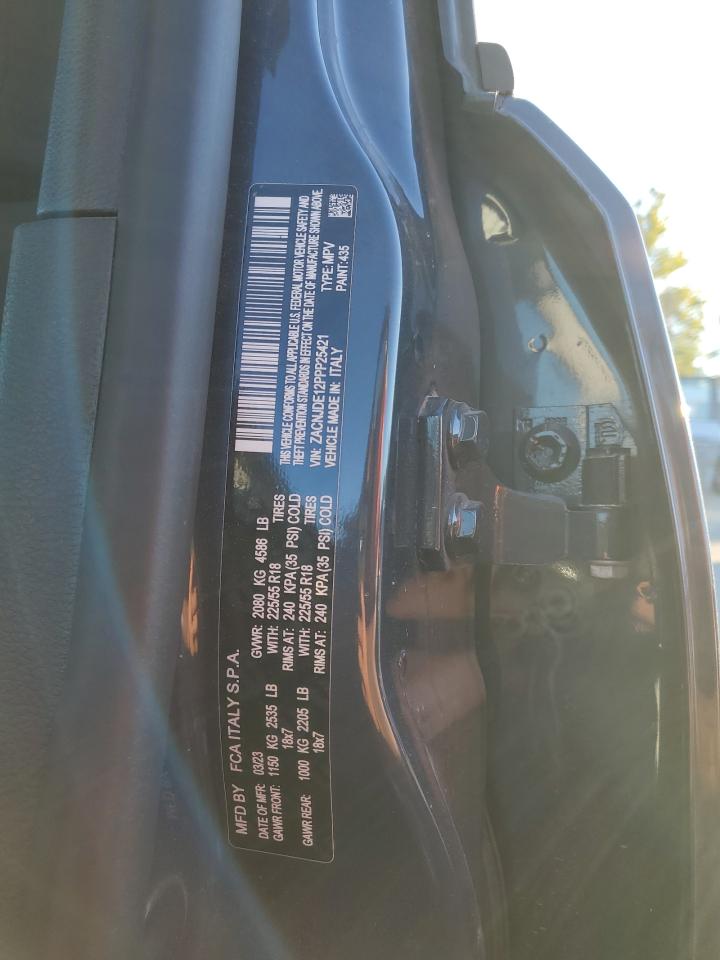 MFD BY FCA ITALY S.P.A.
DATE OF MFR: 03/23 GVWR: 2080 KG 4586 LB
GAWR FRONT: 1150 KG 2535 LB WITH: 225/55 R18 TIRES
18x7 RIMS AT: 240 KPA (35 PSI) COLD
GAWR REAR: 1000 KG 2205 LB WITH: 225/55 R18 TIRES
18x7 RIMS AT: 240 KPA (35 PSI) COLD
THIS VEHICLE CONFORMS TO ALL APPLICABLE U.S. FEDERAL MOTOR VEHICLE SAFETY AND
THEFT PREVENTION STANDARDS IN EFFECT ON THE DATE OF MANUFACTURE SHOWN ABOVE.
VIN: ZACNJDE12PPP25421 TYPE: MPV
VEHICLE MADE IN: ITALY PAINT: 435